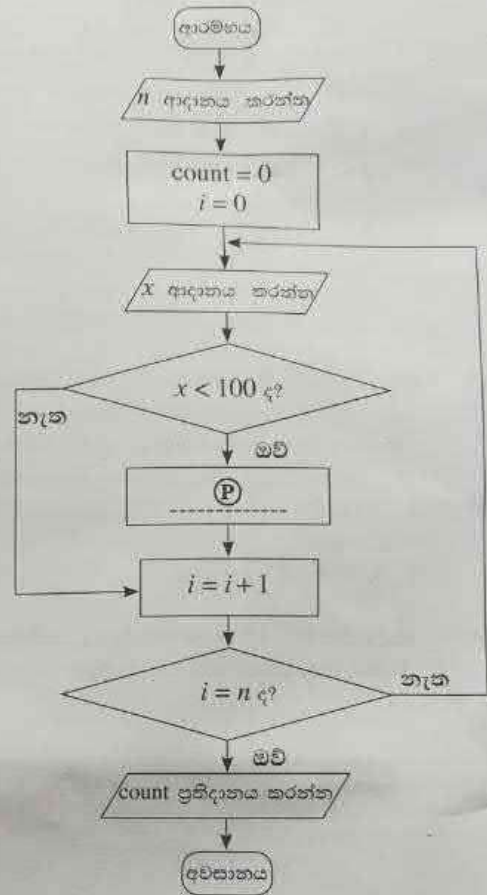 ආරම්භය
n ආදානය කරන්න
count = 0
i = 0
x ආදානය කරන්න
x < 100 ද?
නැත
ඔව්
Ⓟ
i = i + 1
i = n ද?
නැත
ඔව්
count ප්‍රතිදානය කරන්න
අවසානය